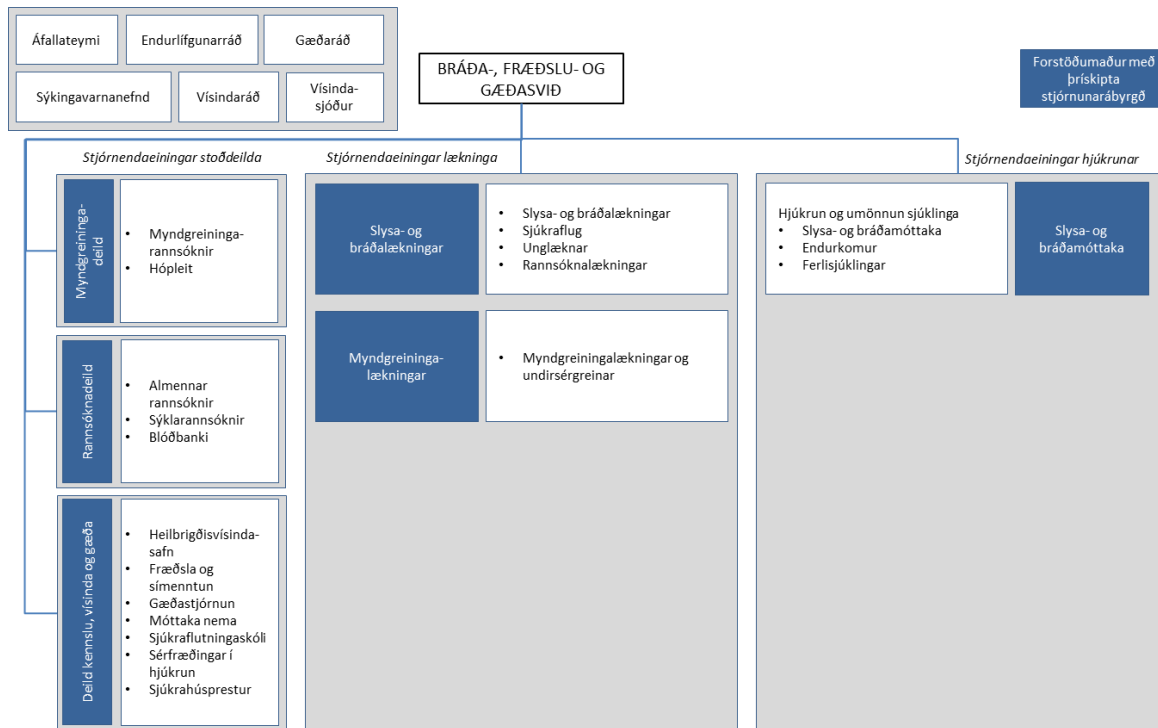 Áfallateymi
Endurlífgunarráð
Gæðaráð
Sýkingavarnanefnd
Vísindaráð
Vísinda-
sjóður
BRÁÐA-, FRÆÐSLU- OG
GÆÐASVIÐ
Forstöðumaður með
þrískipta
stjórnunarábyrgð
Stjórnendaeiningar stoðdeilda
Myndgreininga-
deild
• Myndgreininga-
rannsóknir
• Hópleit
Rannsóknadeild
• Almennar
rannsóknir
• Sýklarannsóknir
• Blóðbanki
Deild kennslu, vísinda og gæða
• Heilbrigðisvísinda-
safn
• Fræðsla og
símenntun
• Gæðastjórnun
• Móttaka nema
• Sjúkraflutningaskóli
• Sérfræðingar í
hjúkrun
• Sjúkrahúsprestur
Stjórnendaeiningar lækninga
Slysa- og
bráðalækningar
• Slysa- og bráðalækningar
• Sjúkraflug
• Unglæknar
• Rannsóknalækningar
Myndgreininga-
lækningar
• Myndgreiningalækningar og
undirsérgreinar
Stjórnendaeiningar hjúkrunar
Hjúkrun og umönnun sjúklinga
• Slysa- og bráðamóttaka
• Endurkomur
• Ferlisjúklingar
Slysa- og
bráðamóttaka